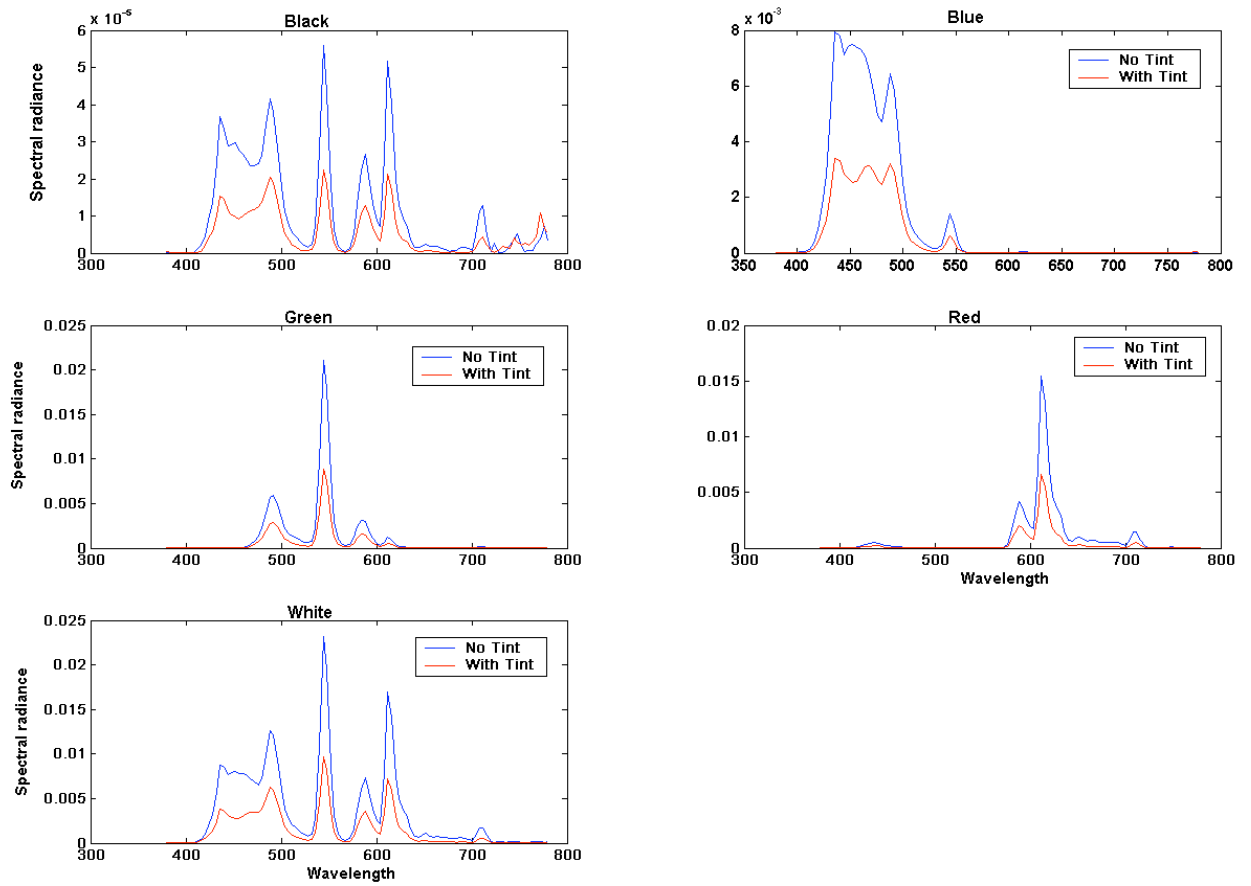 x 10⁻⁵
Black
6
5
4
3
2
1
0
300 400 500 600 700 800
Spectral radiance
x 10⁻³
Blue
8
6
4
2
0
350 400 450 500 550 600 650 700 750 800
Spectral radiance
No Tint
With Tint
Green
0.025
0.02
0.015
0.01
0.005
0
300 400 500 600 700 800
Spectral radiance
No Tint
With Tint
Red
0.02
0.015
0.01
0.005
0
300 400 500 600 700 800
Wavelength
No Tint
With Tint
White
0.025
0.02
0.015
0.01
0.005
0
300 400 500 600 700 800
Spectral radiance
Wavelength
No Tint
With Tint